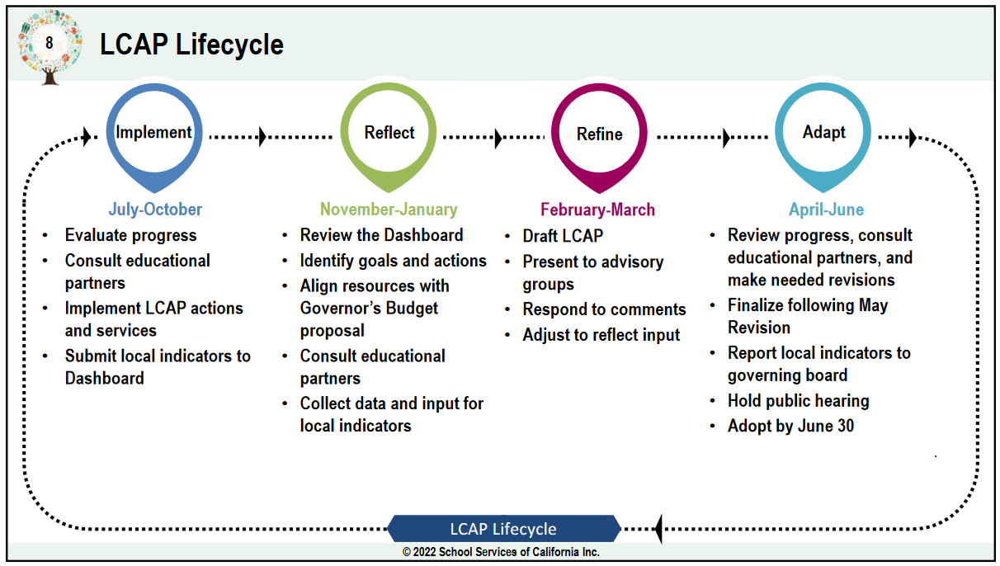 8
LCAP Lifecycle
Implement
Reflect
Refine
Adapt
July-October
• Evaluate progress
• Consult educational
partners
• Implement LCAP actions
and services
• Submit local indicators to
Dashboard
November-January
• Review the Dashboard
• Identify goals and actions
• Align resources with
Governor’s Budget
proposal
• Consult educational
partners
• Collect data and input for
local indicators
February-March
• Draft LCAP
• Present to advisory
groups
• Respond to comments
• Adjust to reflect input
April-June
• Review progress, consult
educational partners, and
make needed revisions
• Finalize following May
Revision
• Report local indicators to
governing board
• Hold public hearing
• Adopt by June 30
LCAP Lifecycle
© 2022 School Services of California Inc.